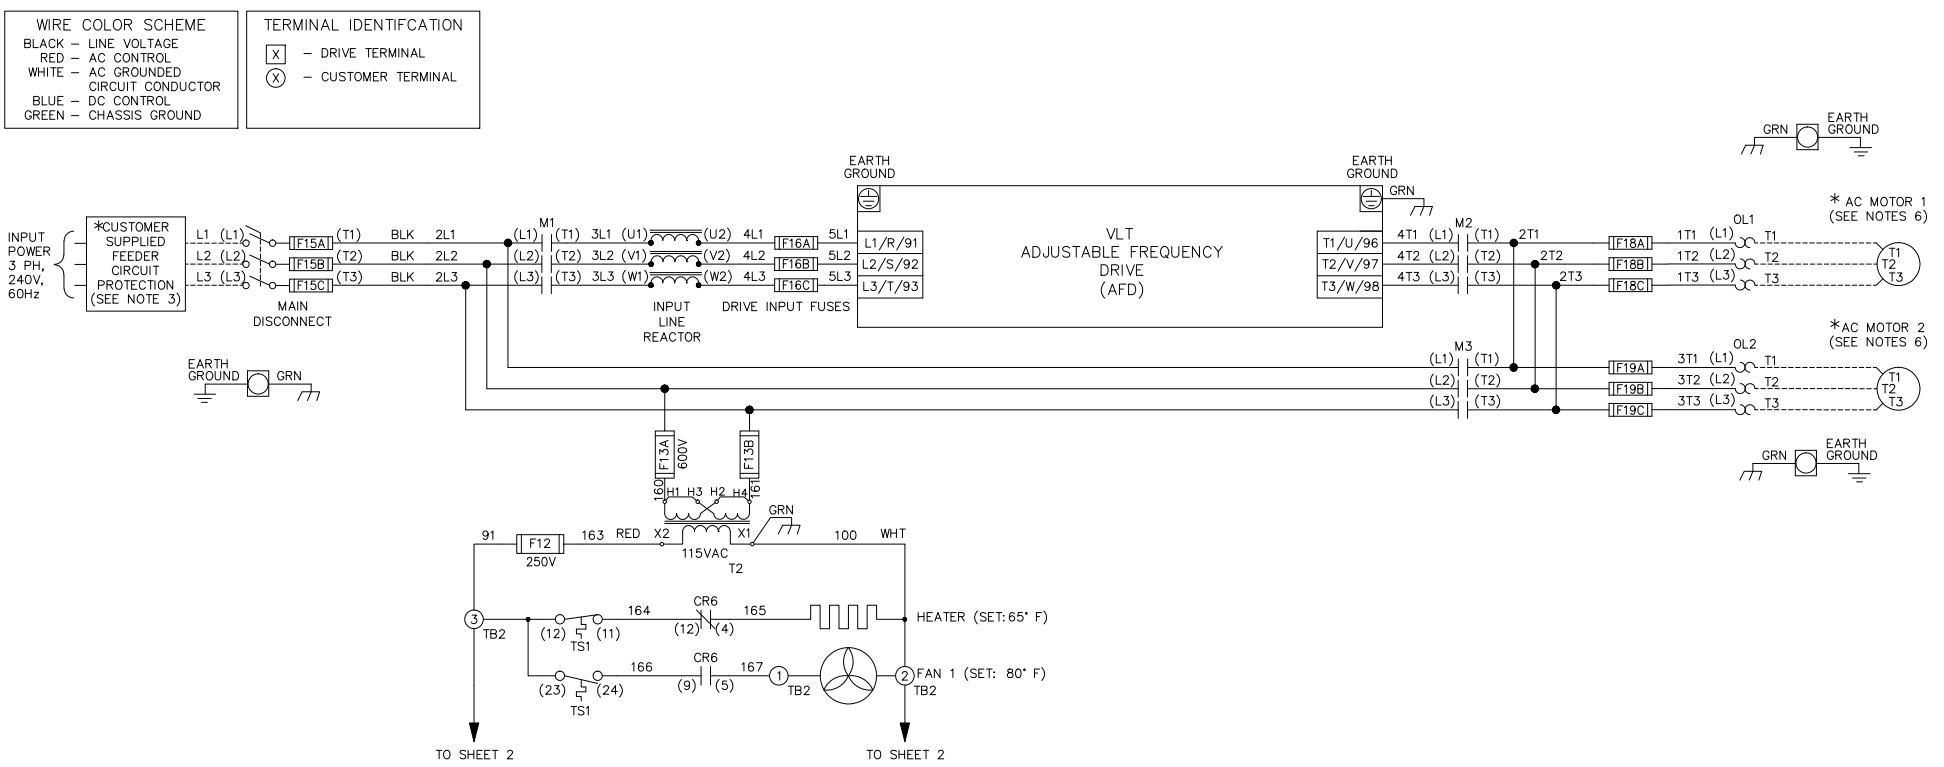 WIRE COLOR SCHEME
BLACK – LINE VOLTAGE
RED – AC CONTROL
WHITE – AC GROUNDED
CIRCUIT CONDUCTOR
BLUE – DC CONTROL
GREEN – CHASSIS GROUND
TERMINAL IDENTIFCATION
X – DRIVE TERMINAL
X – CUSTOMER TERMINAL
GRN
EARTH
GROUND
EARTH
GROUND
EARTH
GROUND
GRN
INPUT
POWER
3 PH,
240V,
60Hz
*CUSTOMER
SUPPLIED
FEEDER
CIRCUIT
PROTECTION
(SEE NOTE 3)
L1 (L1) F15A (T1) BLK 2L1 (L1) M1 (T1) 3L1 (U1) (U2) 4L1 F16A 5L1 L1/R/91
L2 (L2) F15B (T2) BLK 2L2 (L2) (T2) 3L2 (V1) (V2) 4L2 F16B 5L2 L2/S/92
L3 (L3) F15C (T3) BLK 2L3 (L3) (T3) 3L3 (W1) (W2) 4L3 F16C 5L3 L3/T/93
MAIN
DISCONNECT
INPUT
LINE
REACTOR
DRIVE INPUT FUSES
VLT
ADJUSTABLE FREQUENCY
DRIVE
(AFD)
T1/U/96 4T1 (L1) M2 (T1) 2T1 F18A 1T1 (L1) OL1 T1
T2/V/97 4T2 (L2) (T2) 2T2 F18B 1T2 (L2) T2
T3/W/98 4T3 (L3) (T3) 2T3 F18C 1T3 (L3) T3
* AC MOTOR 1
(SEE NOTES 6)
T1
T2
T3
EARTH
GROUND
GRN
M3
(L1) (T1) F19A 3T1 (L1) OL2 T1
(L2) (T2) F19B 3T2 (L2) T2
(L3) (T3) F19C 3T3 (L3) T3
* AC MOTOR 2
(SEE NOTES 6)
T1
T2
T3
GRN
EARTH
GROUND
F13A
600V
F13B
160
161
H1 H3 H2 H4
GRN
91 F12 163 RED X2 X1 100 WHT
250V
115VAC
T2
3
TB2
(12) (11)
TS1
164
CR6
(12) (4)
165
HEATER (SET: 65° F)
(23) (24)
TS1
166
CR6
(9) (5)
167
1
TB2
2
TB2
FAN 1 (SET: 80° F)
TO SHEET 2
TO SHEET 2